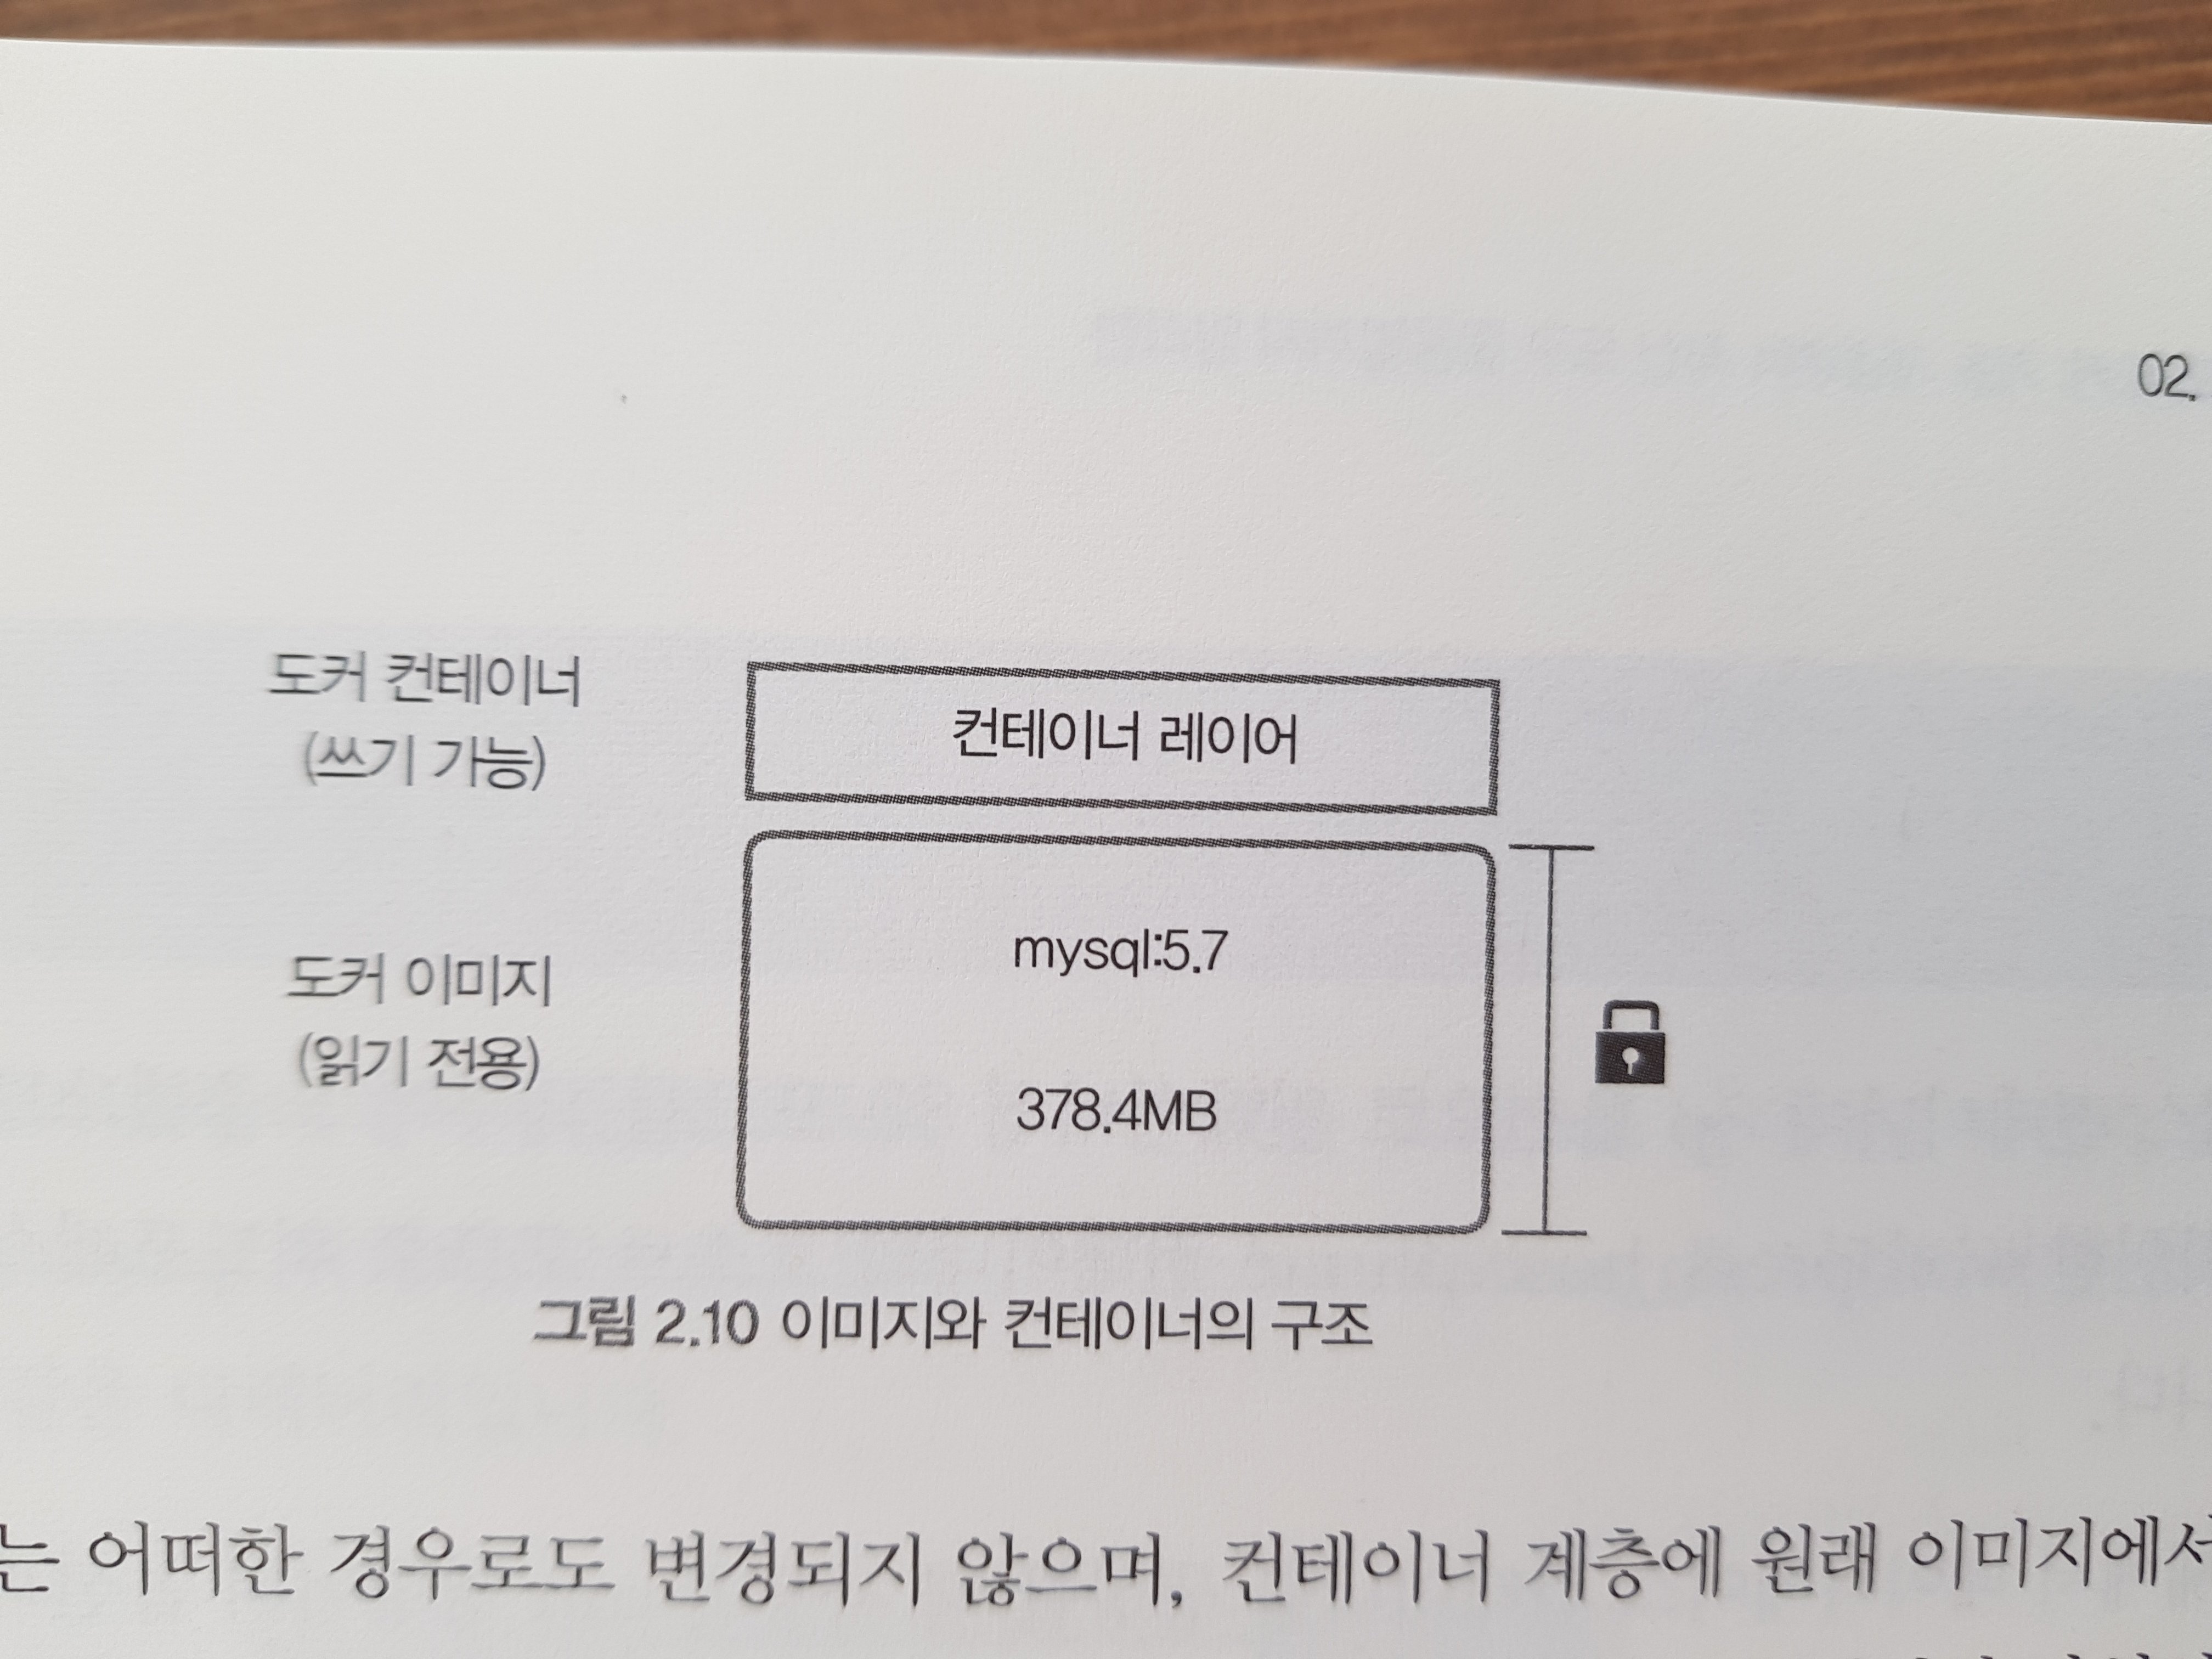 02.
도커 컨테이너
(쓰기 가능)
컨테이너 레이어
도커 이미지
(읽기 전용)
mysql:5.7
378.4MB
그림 2.10 이미지와 컨테이너의 구조
는 어떠한 경우로도 변경되지 않으며, 컨테이너 계층에 원래 이미지에서